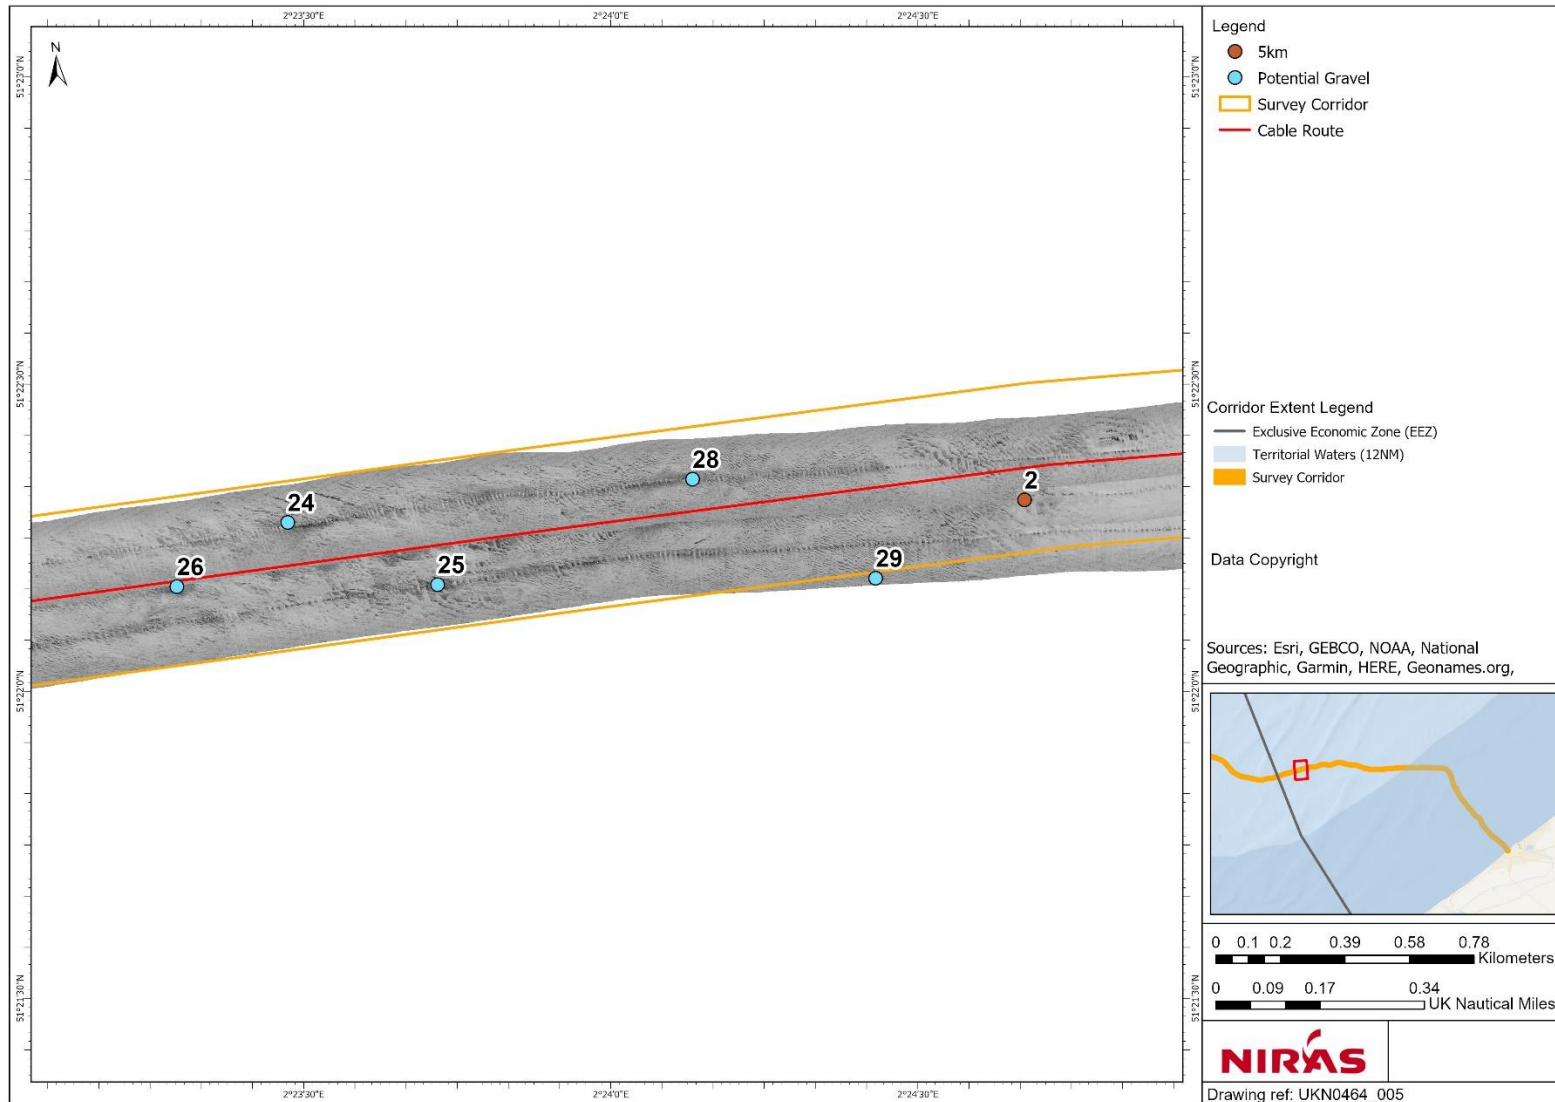 2°23'30"E 2°24'0"E 2°24'30"E
N
51°23'0"N
51°23'0"N
51°22'30"N
51°22'30"N
51°22'0"N
51°22'0"N
51°21'30"N
51°21'30"N
28
2
24
26
25
29
2°23'30"E 2°24'0"E 2°24'30"E
Legend
5km
Potential Gravel
Survey Corridor
Cable Route
Corridor Extent Legend
Exclusive Economic Zone (EEZ)
Territorial Waters (12NM)
Survey Corridor
Data Copyright
Sources: Esri, GEBCO, NOAA, National
Geographic, Garmin, HERE, Geonames.org,
0 0.1 0.2 0.39 0.58 0.78
Kilometers
0 0.09 0.17 0.34
UK Nautical Miles
NIRAS
Drawing ref: UKN0464_005